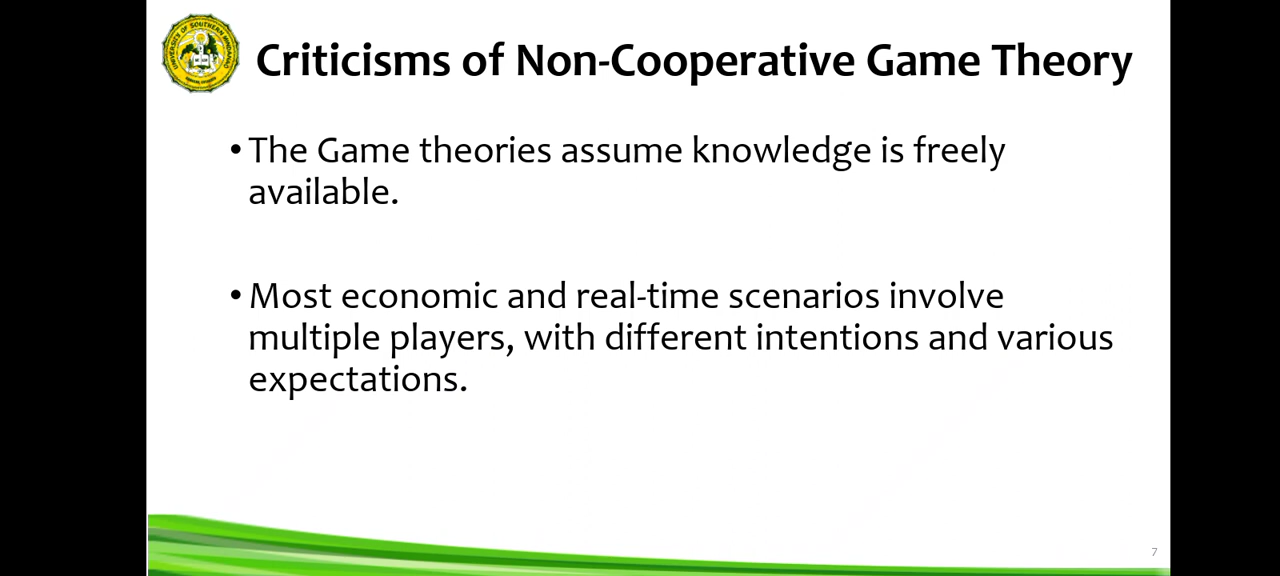 Criticisms of Non-Cooperative Game Theory
• The Game theories assume knowledge is freely
available.
• Most economic and real-time scenarios involve
multiple players, with different intentions and various
expectations.
7